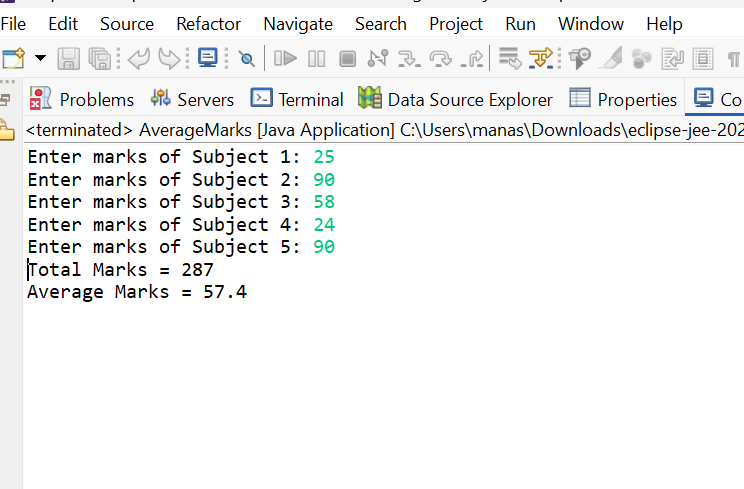 File Edit Source Refactor Navigate Search Project Run Window Help
Problems Servers Terminal Data Source Explorer Properties Co
<terminated> AverageMarks [Java Application] C:\Users\manas\Downloads\eclipse-jee-202
Enter marks of Subject 1: 25
Enter marks of Subject 2: 90
Enter marks of Subject 3: 58
Enter marks of Subject 4: 24
Enter marks of Subject 5: 90
Total Marks = 287
Average Marks = 57.4